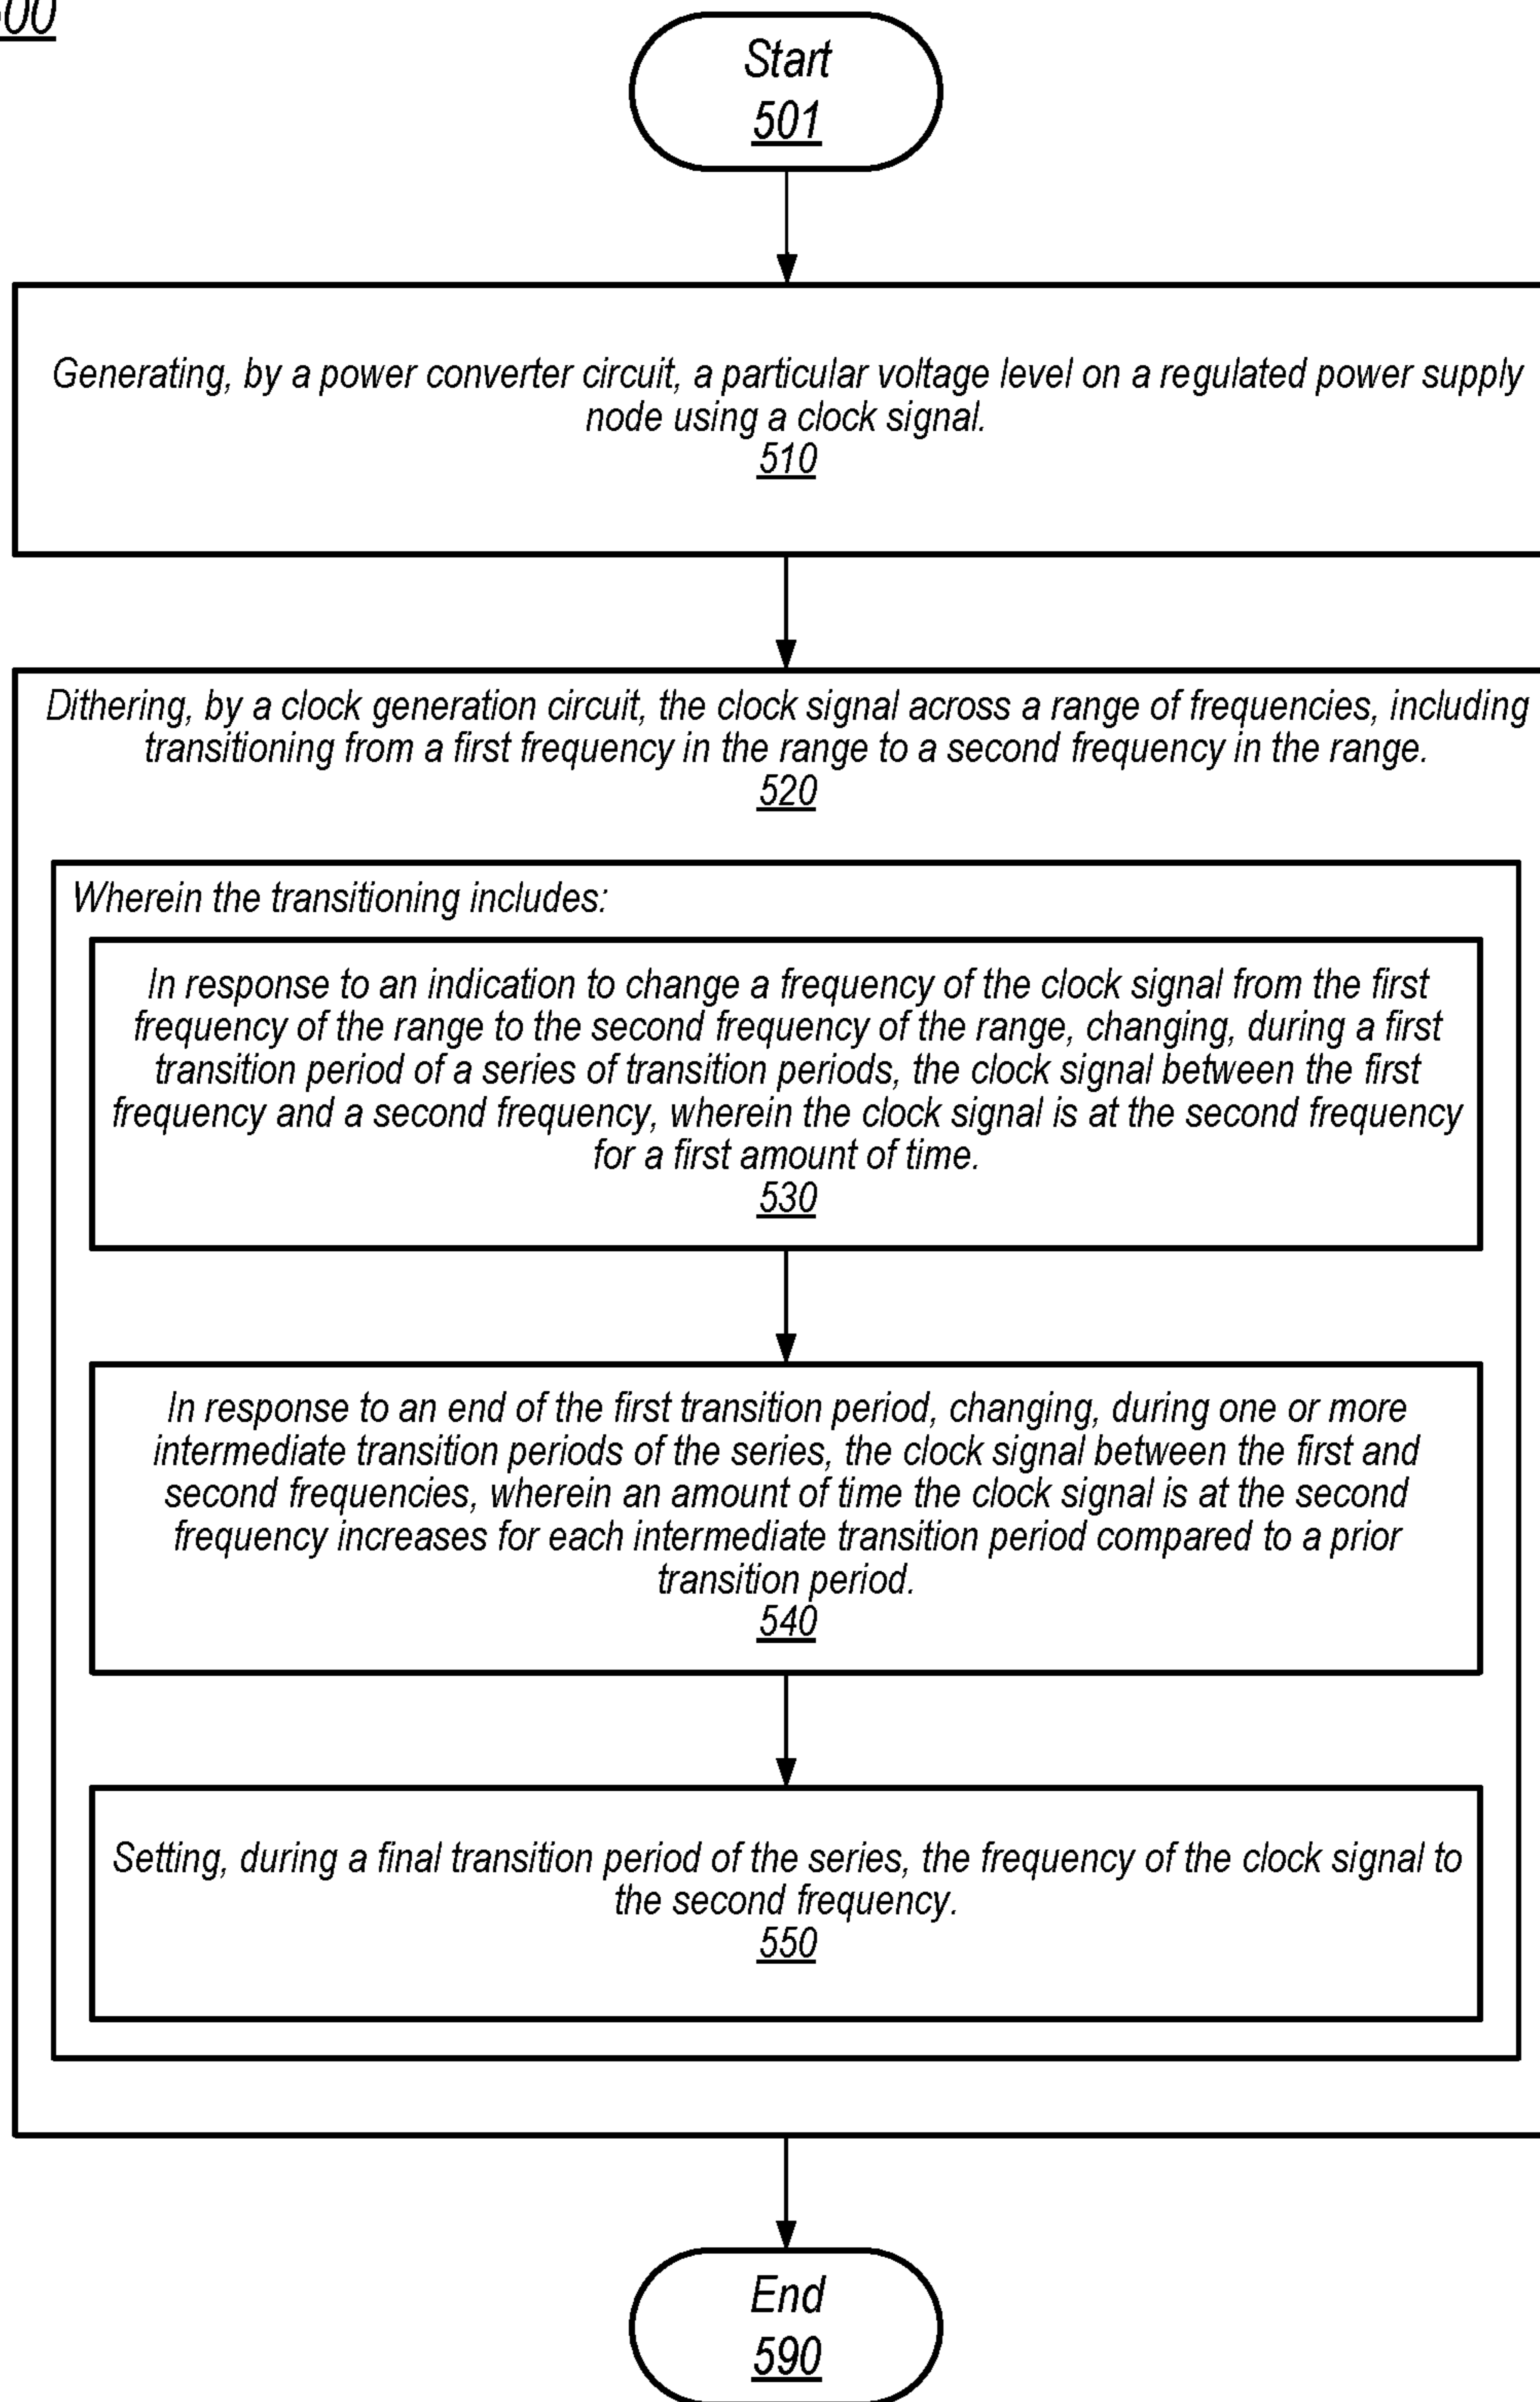 00
Start
501
Generating, by a power converter circuit, a particular voltage level on a regulated power supply
node using a clock signal.
510
Dithering, by a clock generation circuit, the clock signal across a range of frequencies, including
transitioning from a first frequency in the range to a second frequency in the range.
520
Wherein the transitioning includes:
In response to an indication to change a frequency of the clock signal from the first
frequency of the range to the second frequency of the range, changing, during a first
transition period of a series of transition periods, the clock signal between the first
frequency and a second frequency, wherein the clock signal is at the second frequency
for a first amount of time.
530
In response to an end of the first transition period, changing, during one or more
intermediate transition periods of the series, the clock signal between the first and
second frequencies, wherein an amount of time the clock signal is at the second
frequency increases for each intermediate transition period compared to a prior
transition period.
540
Setting, during a final transition period of the series, the frequency of the clock signal to
the second frequency.
550
End
590